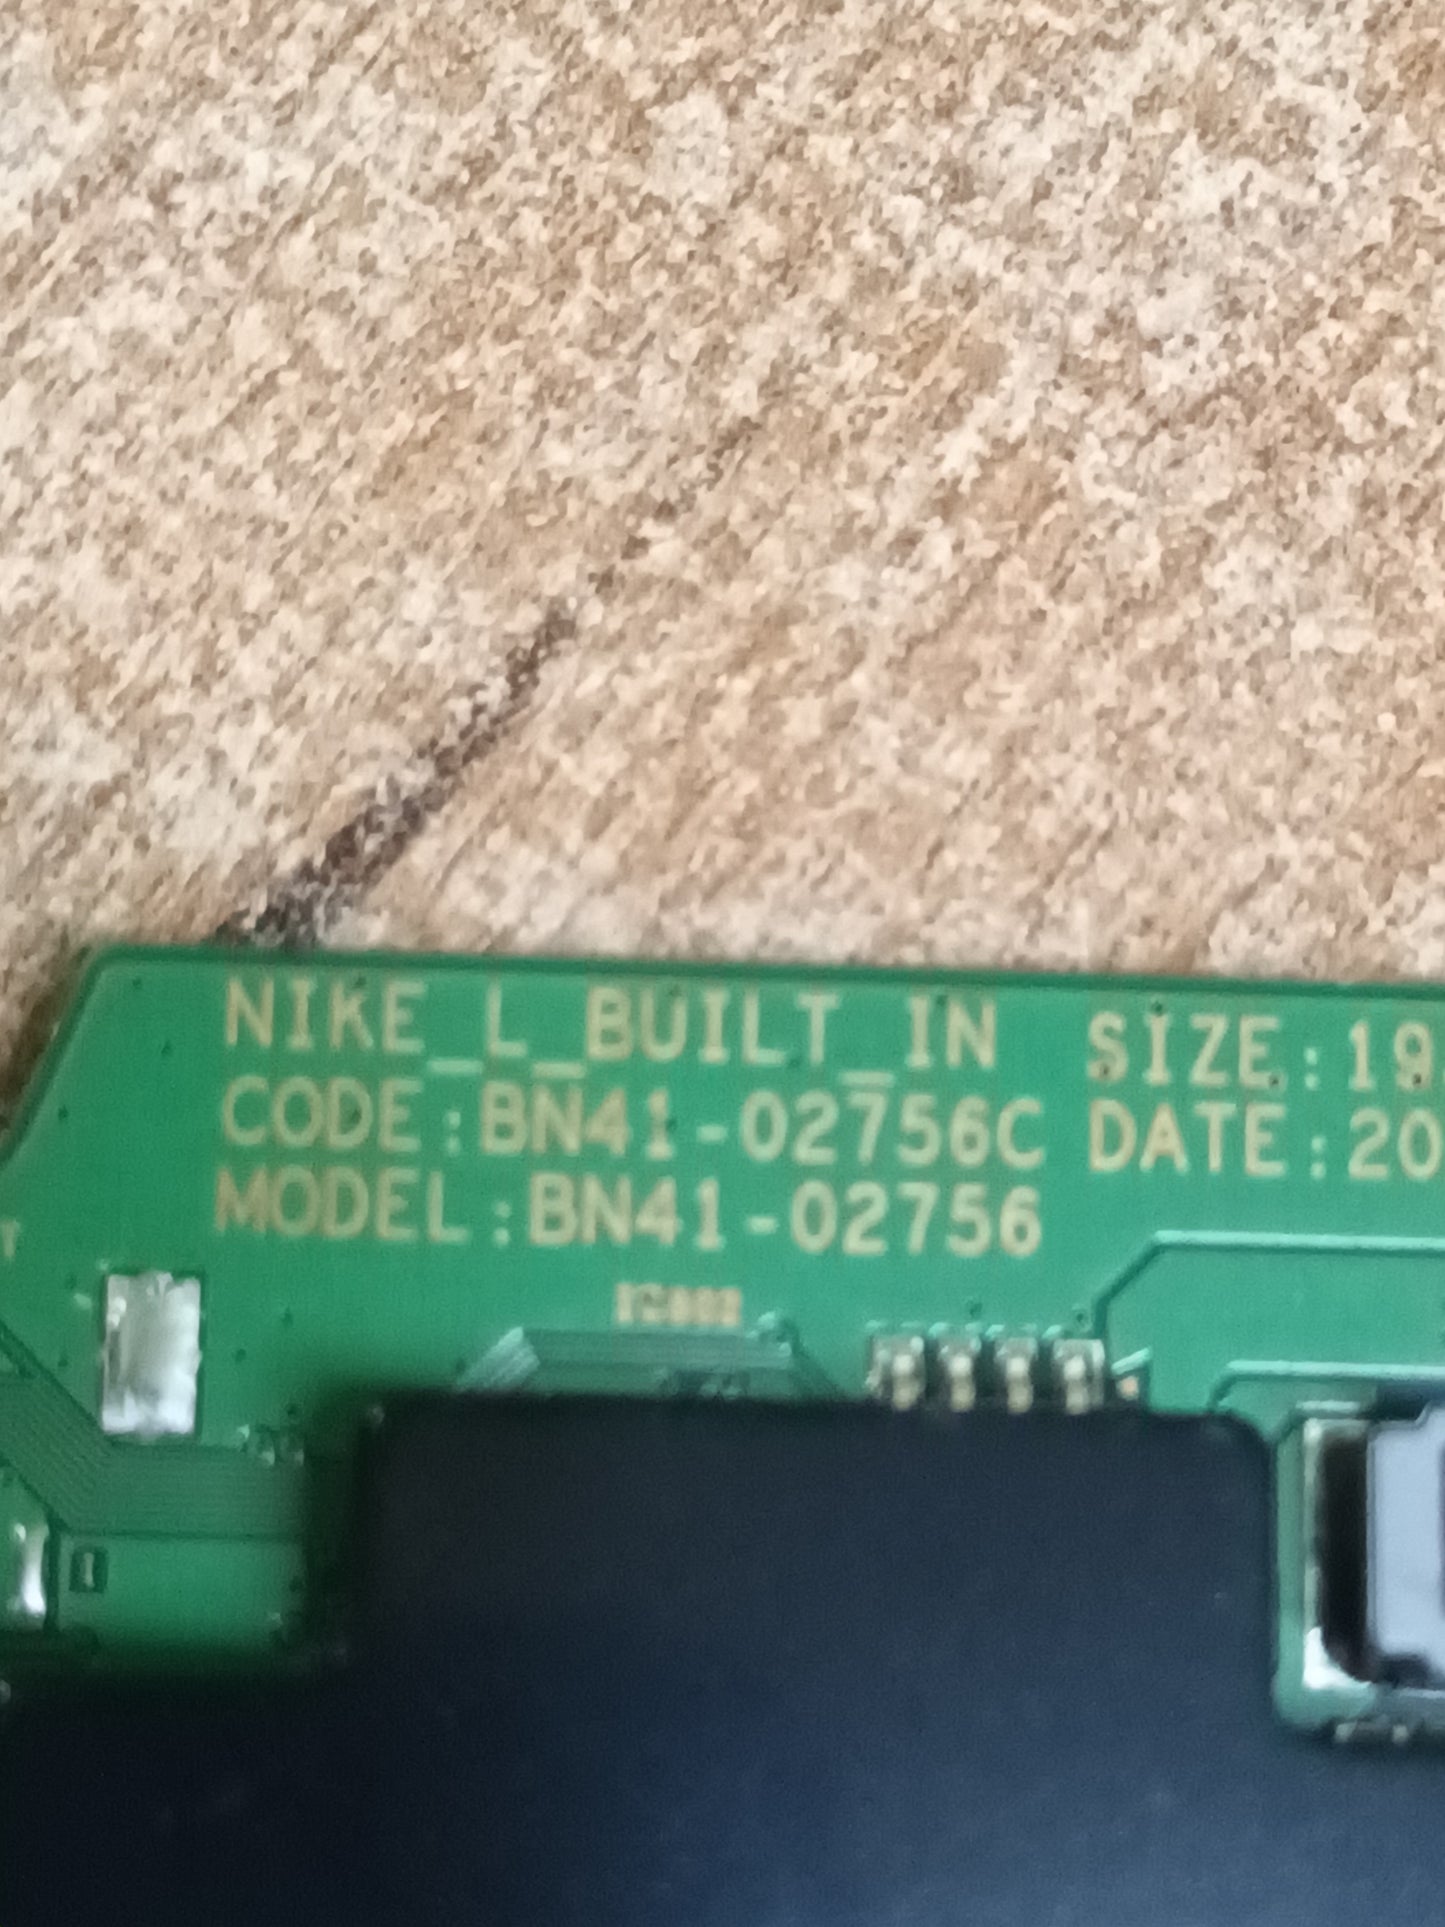 NIKE_L_BUILT_IN SIZE:19
CODE:BN41-02756C DATE:20
MODEL:BN41-02756